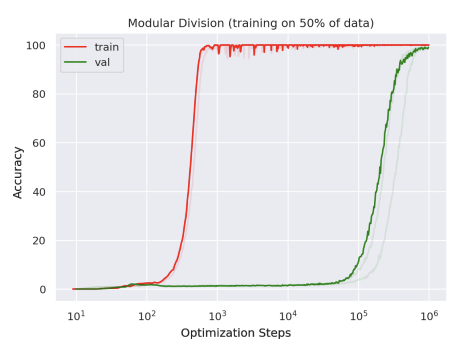 Modular Division (training on 50% of data)
train
val
Accuracy
100
80
60
40
20
0
10¹ 10² 10³ 10⁴ 10⁵ 10⁶
Optimization Steps